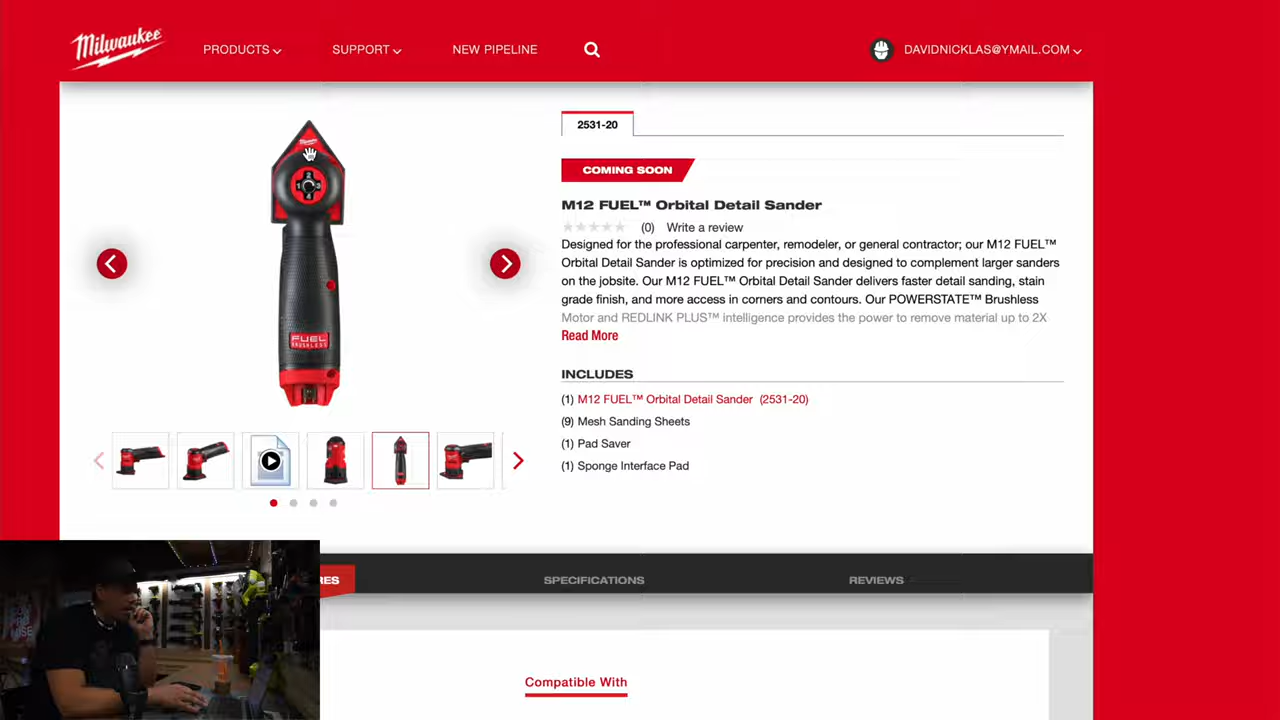 Milwaukee
PRODUCTS
SUPPORT
NEW PIPELINE
DAVIDNICKLAS@YMAIL.COM
2531-20
COMING SOON
M12 FUEL™ Orbital Detail Sander
(0) Write a review
Designed for the professional carpenter, remodeler, or general contractor; our M12 FUEL™
Orbital Detail Sander is optimized for precision and designed to complement larger sanders
on the jobsite. Our M12 FUEL™ Orbital Detail Sander delivers faster detail sanding, stain
grade finish, and more access in corners and contours. Our POWERSTATE™ Brushless
Motor and REDLINK PLUS™ intelligence provides the power to remove material up to 2X
Read More
INCLUDES
(1) M12 FUEL™ Orbital Detail Sander (2531-20)
(9) Mesh Sanding Sheets
(1) Pad Saver
(1) Sponge Interface Pad
2
1 3
4
FUEL
BRUSHLESS
RES
SPECIFICATIONS
REVIEWS
Compatible With